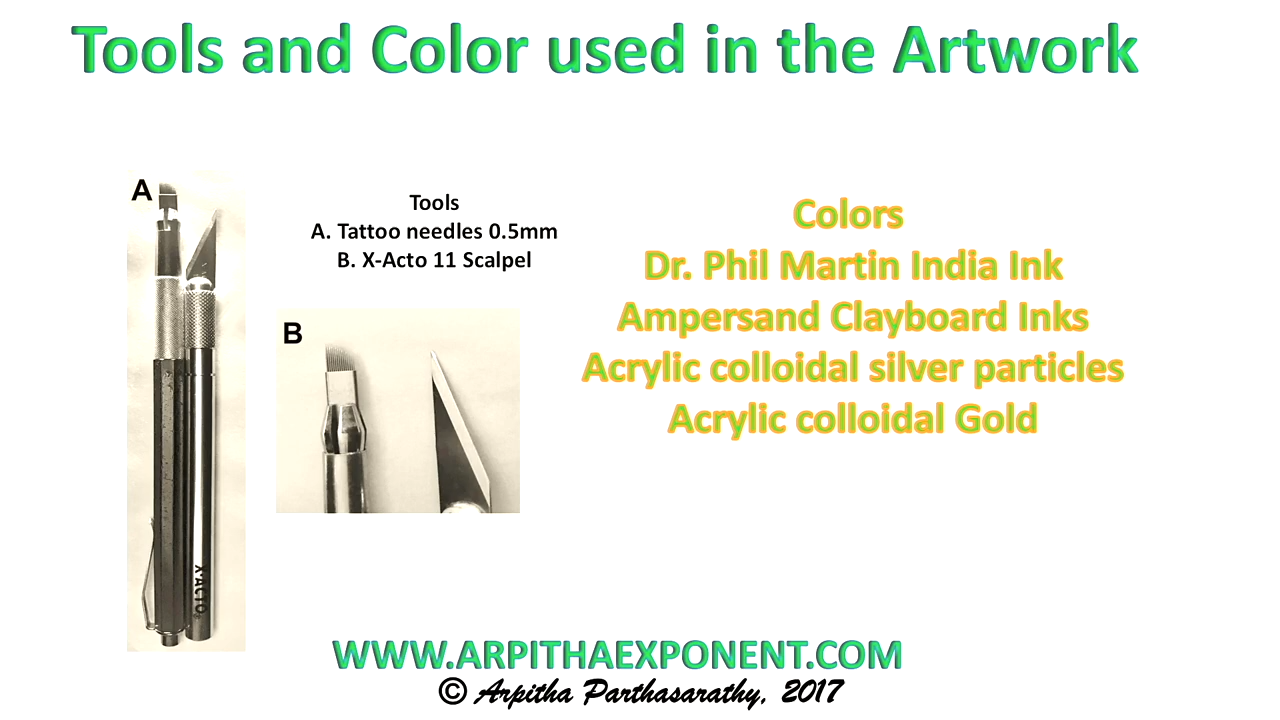 Tools and Color used in the Artwork
A
Tools
A. Tattoo needles 0.5mm
B. X-Acto 11 Scalpel
B
X-ACTO
Colors
Dr. Phil Martin India Ink
Ampersand Clayboard Inks
Acrylic colloidal silver particles
Acrylic colloidal Gold
WWW.ARPITHAEXPONENT.COM
© Arpitha Parthasarathy, 2017